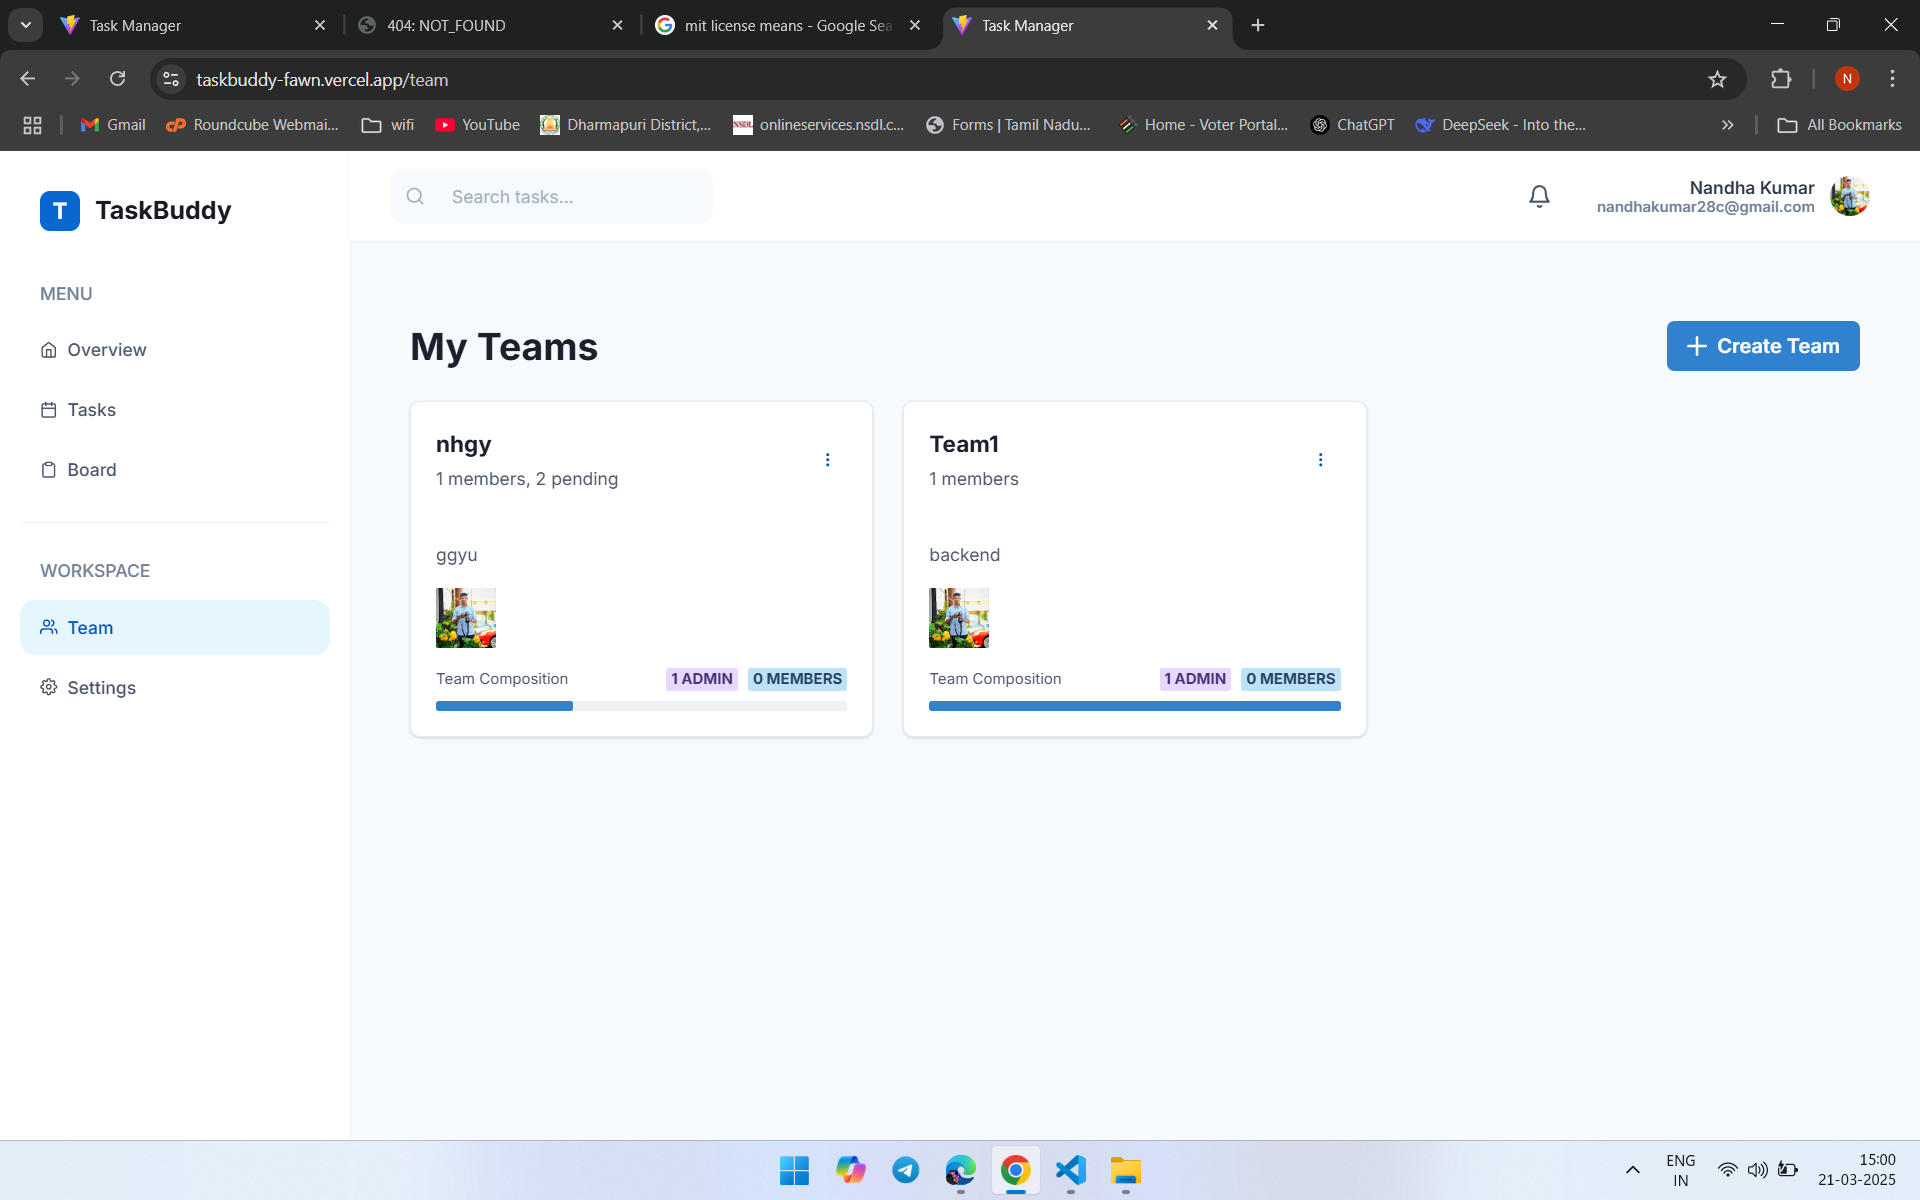 Task Manager
404: NOT_FOUND
mit license means - Google Sea
Task Manager
taskbuddy-fawn.vercel.app/team
N
Gmail
Roundcube Webmai...
wifi
YouTube
Dharmapuri District,...
NSDL
onlineservices.nsdl.c...
Forms | Tamil Nadu...
Home - Voter Portal...
ChatGPT
DeepSeek - Into the...
All Bookmarks
T TaskBuddy
Search tasks...
Nandha Kumar
nandhakumar28c@gmail.com
MENU
Overview
Tasks
Board
WORKSPACE
Team
Settings
My Teams
+ Create Team
nhgy
1 members, 2 pending
ggyu
Team Composition 1 ADMIN 0 MEMBERS
Team1
1 members
backend
Team Composition 1 ADMIN 0 MEMBERS
ENG
IN
15:00
21-03-2025